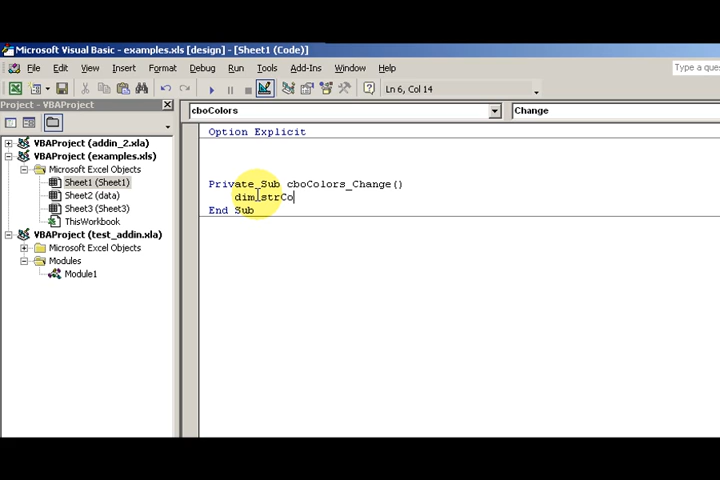 Microsoft Visual Basic - examples.xls [design] - [Sheet1 (Code)]
File Edit View Insert Format Debug Run Tools Add-Ins Window Help
Type a ques
Ln 6, Col 14
Project - VBAProject
cboColors
Change
VBAProject (addin_2.xla)
VBAProject (examples.xls)
Microsoft Excel Objects
Sheet1 (Sheet1)
Sheet2 (data)
Sheet3 (Sheet3)
ThisWorkbook
VBAProject (test_addin.xla)
Microsoft Excel Objects
Modules
Module1
Option Explicit
Private Sub cboColors_Change()
dim strCo
End Sub